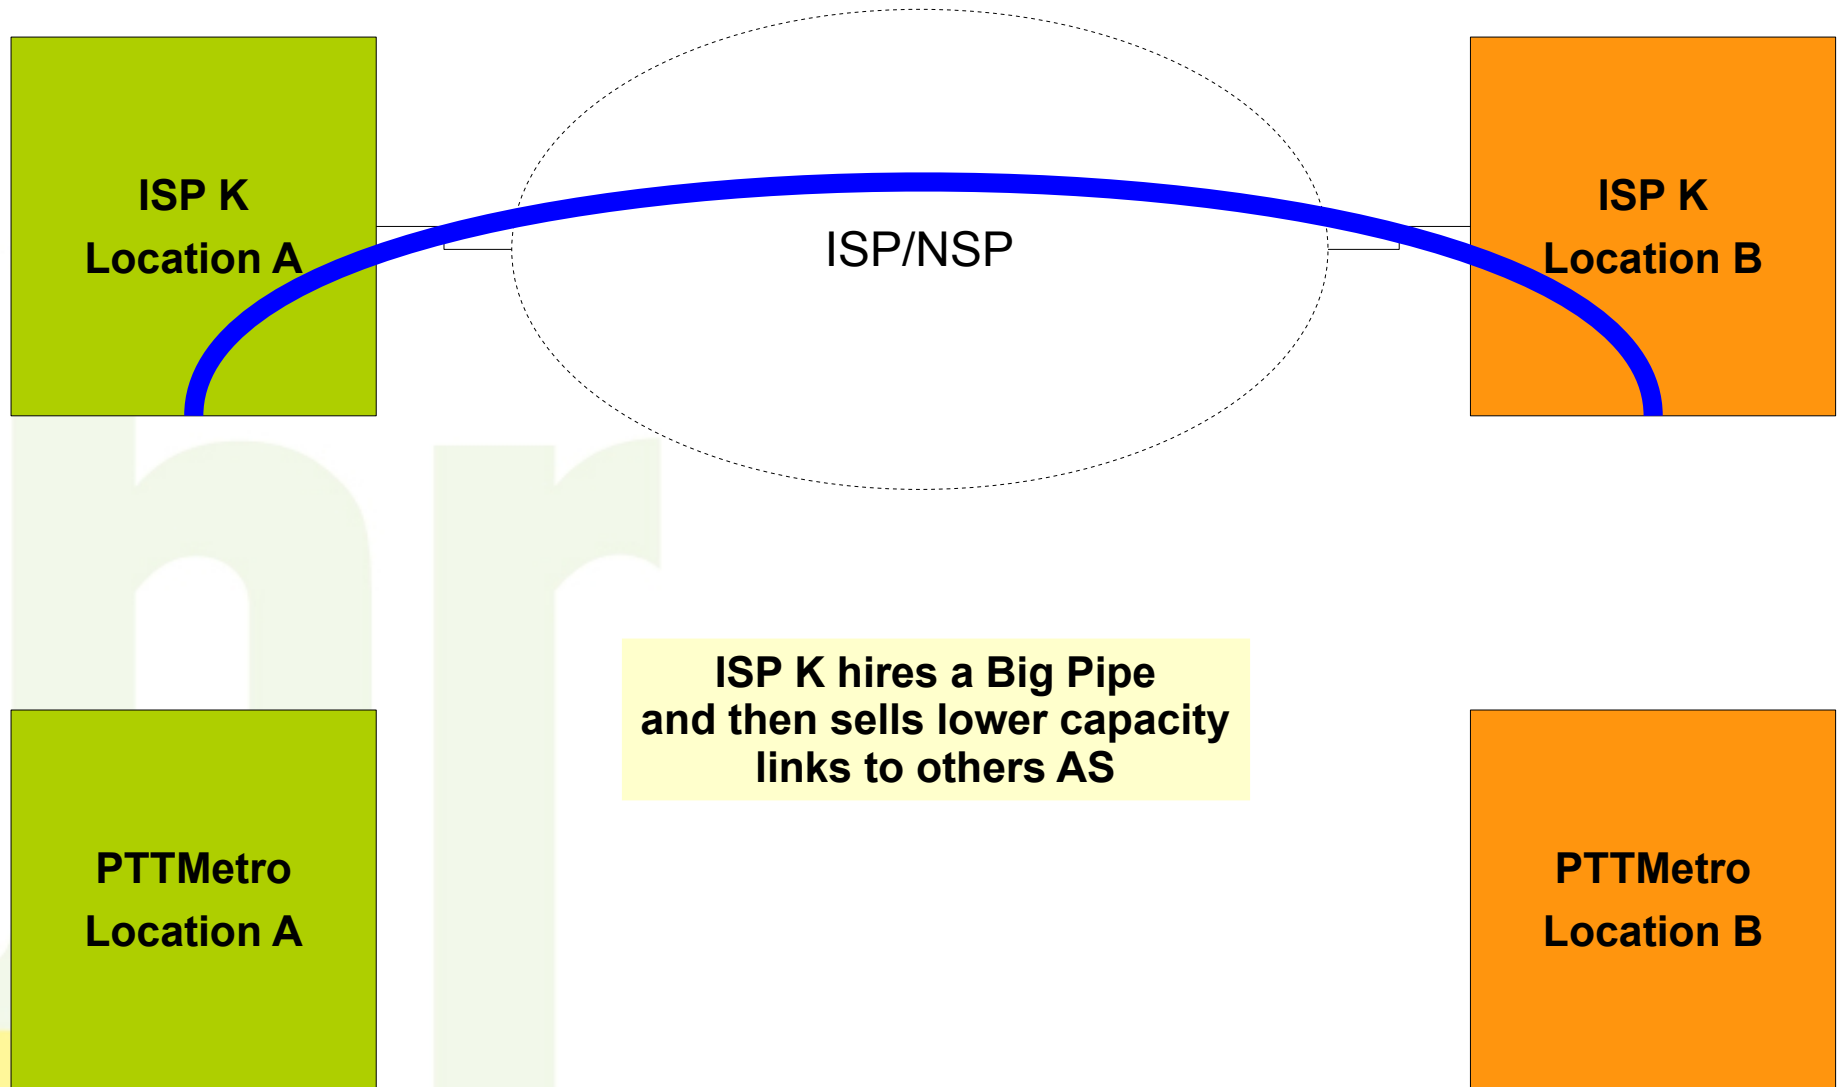 ISP K
Location A
ISP/NSP
ISP K
Location B
ISP K hires a Big Pipe
and then sells lower capacity
links to others AS
PTTMetro
Location A
PTTMetro
Location B